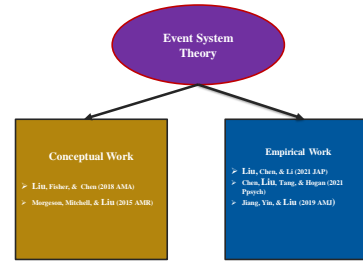 Event System
Theory
Conceptual Work
➢ Liu, Fisher, & Chen (2018 AMA)
➢ Morgeson, Mitchell, & Liu (2015 AMR)
Empirical Work
➢ Liu, Chen, & Li (2021 JAP)
➢ Chen, Liu, Tang, & Hogan (2021
Ppsych)
➢ Jiang, Yin, & Liu (2019 AMJ)